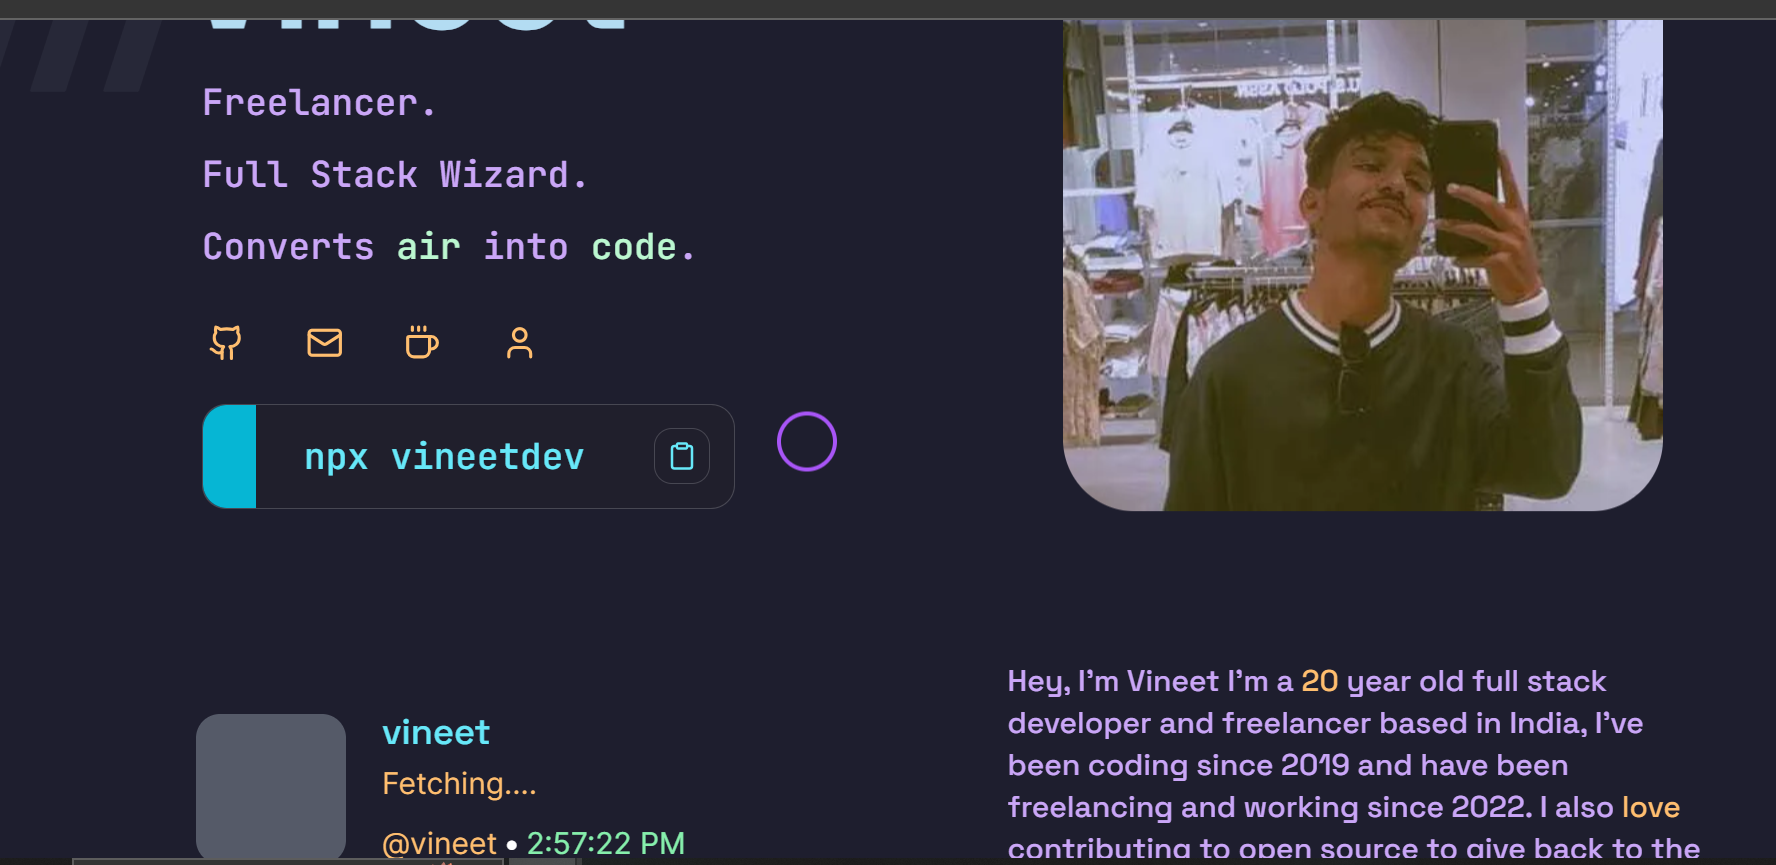 Freelancer.
Full Stack Wizard.
Converts air into code.
npx vineetdev
U.S. POLO ASSN
Hey, I'm Vineet I'm a 20 year old full stack
developer and freelancer based in India, I've
been coding since 2019 and have been
freelancing and working since 2022. I also love
contributing to open source to give back to the
vineet
Fetching....
@vineet • 2:57:22 PM